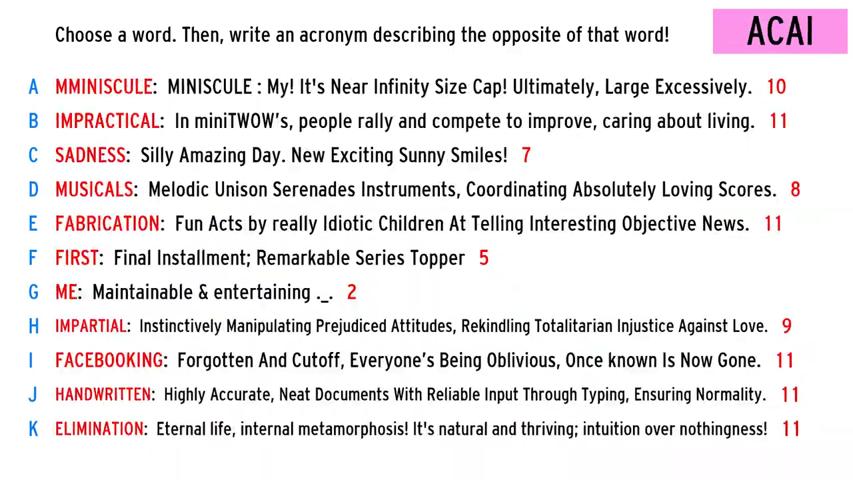 Choose a word. Then, write an acronym describing the opposite of that word!
ACAI
A MMINISCULE: MINISCULE : My! It's Near Infinity Size Cap! Ultimately, Large Excessively. 10
B IMPRACTICAL: In miniTWOW's, people rally and compete to improve, caring about living. 11
C SADNESS: Silly Amazing Day. New Exciting Sunny Smiles! 7
D MUSICALS: Melodic Unison Serenades Instruments, Coordinating Absolutely Loving Scores. 8
E FABRICATION: Fun Acts by really Idiotic Children At Telling Interesting Objective News. 11
F FIRST: Final Installment; Remarkable Series Topper 5
G ME: Maintainable & entertaining ._. 2
H IMPARTIAL: Instinctively Manipulating Prejudiced Attitudes, Rekindling Totalitarian Injustice Against Love. 9
I FACEBOOKING: Forgotten And Cutoff, Everyone's Being Oblivious, Once known Is Now Gone. 11
J HANDWRITTEN: Highly Accurate, Neat Documents With Reliable Input Through Typing, Ensuring Normality. 11
K ELIMINATION: Eternal life, internal metamorphosis! It's natural and thriving; intuition over nothingness! 11